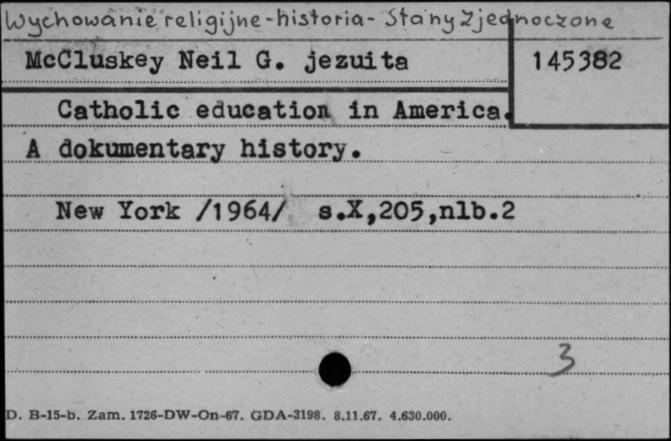 Wychowanie religijne-historia- Stany Zjednoczone
McCluskey Neil G. jezuita
145382
Catholic education in America.
A dokumentary history.
New York /1964/ s.X,205,nlb.2
3
D. B-15-b. Zam. 1726-DW-On-67. GDA-3198. 8.11.67. 4.630.000.